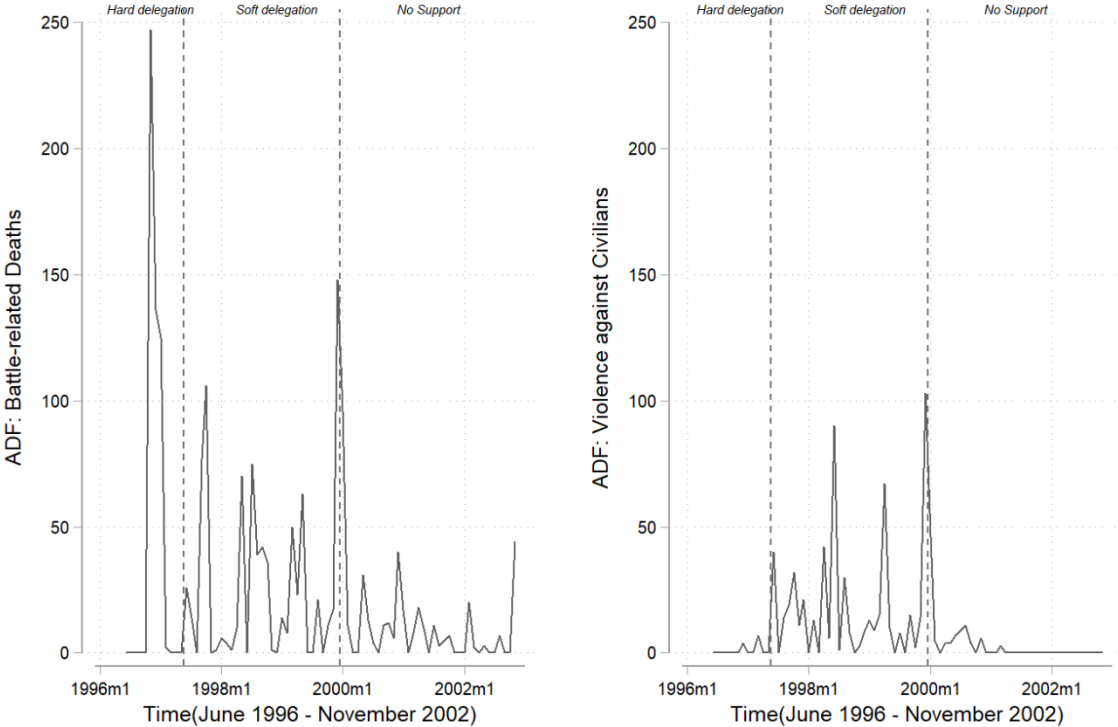 Hard delegation Soft delegation No Support
250
200
150
100
50
0
ADF: Battle-related Deaths
1996m1 1998m1 2000m1 2002m1
Time(June 1996 - November 2002)
Hard delegation Soft delegation No Support
250
200
150
100
50
0
ADF: Violence against Civilians
1996m1 1998m1 2000m1 2002m1
Time(June 1996 - November 2002)